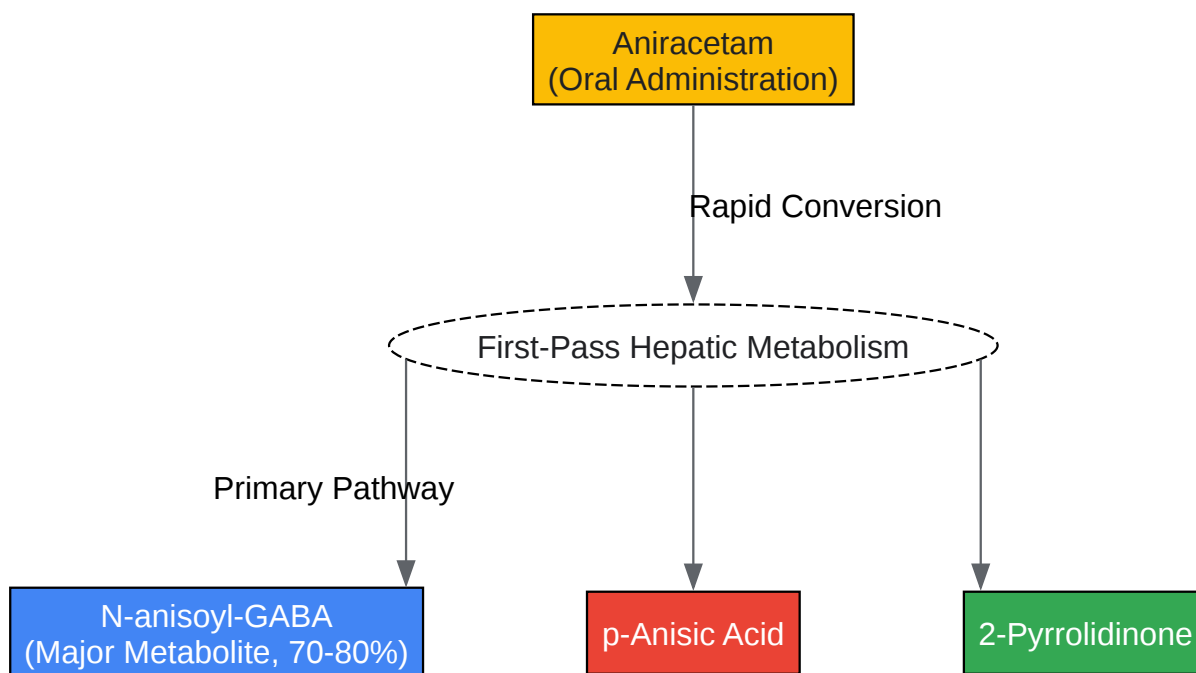 Aniracetam
(Oral Administration)
Rapid Conversion
First-Pass Hepatic Metabolism
Primary Pathway
N-anisoyl-GABA
(Major Metabolite, 70-80%)
p-Anisic Acid
2-Pyrrolidinone